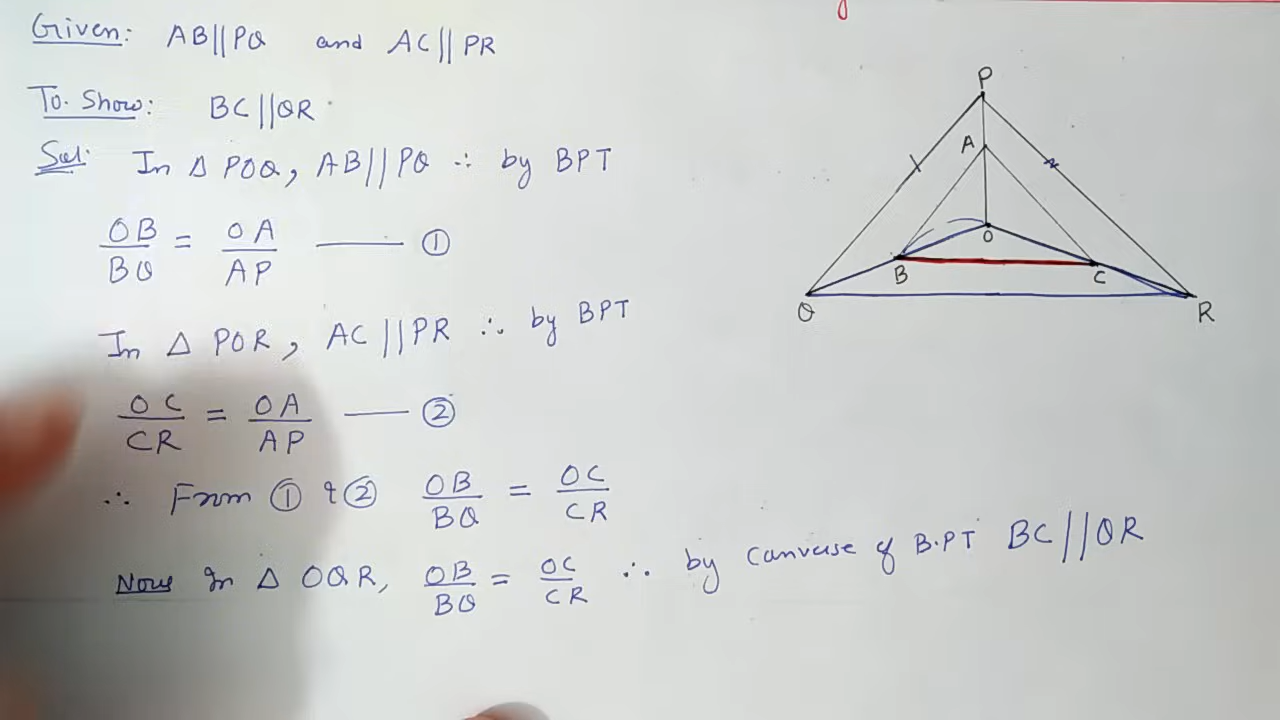 Given: AB||PQ and AC||PR
To. Show: BC||QR
Sol: In Δ POQ, AB||PQ ∴ by BPT
OB/BQ = OA/AP —— ①
In Δ POR, AC||PR ∴ by BPT
OC/CR = OA/AP —— ②
∴ From ① & ② OB/BQ = OC/CR
Now In Δ OQR, OB/BQ = OC/CR ∴ by Converse of B.PT BC||QR
P
A
O
B
C
Q
R